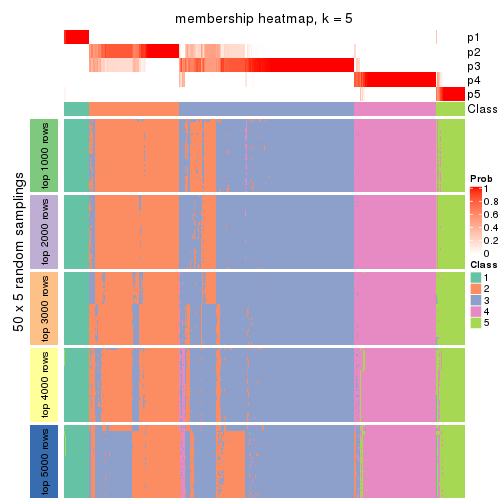 membership heatmap, k = 5
p1
p2
p3
p4
p5
Class
50 x 5 random samplings
top 1000 rows
top 2000 rows
top 3000 rows
top 4000 rows
top 5000 rows
Prob
1
0.8
0.6
0.4
0.2
0
Class
1
2
3
4
5